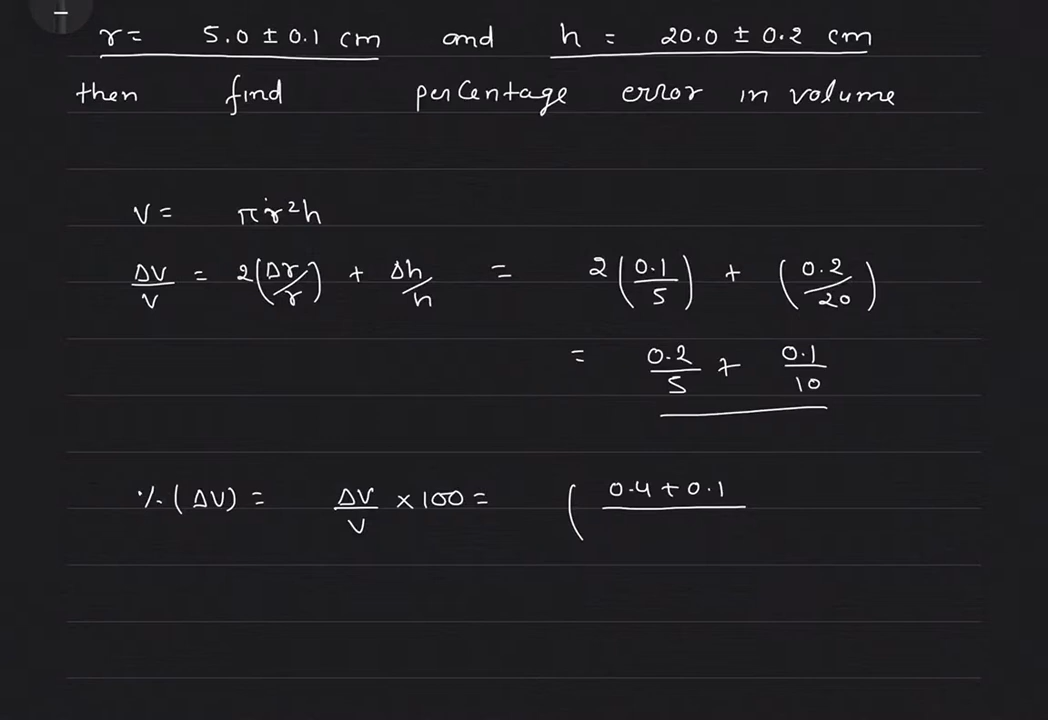 r = 5.0 ± 0.1 cm and h = 20.0 ± 0.2 cm
then find percentage error in volume
V = πr²h
ΔV/V = 2(Δr/r) + Δh/h = 2(0.1/5) + (0.2/20)
= 0.2/5 + 0.1/10
%(ΔV) = ΔV/V × 100 = (0.4 + 0.1